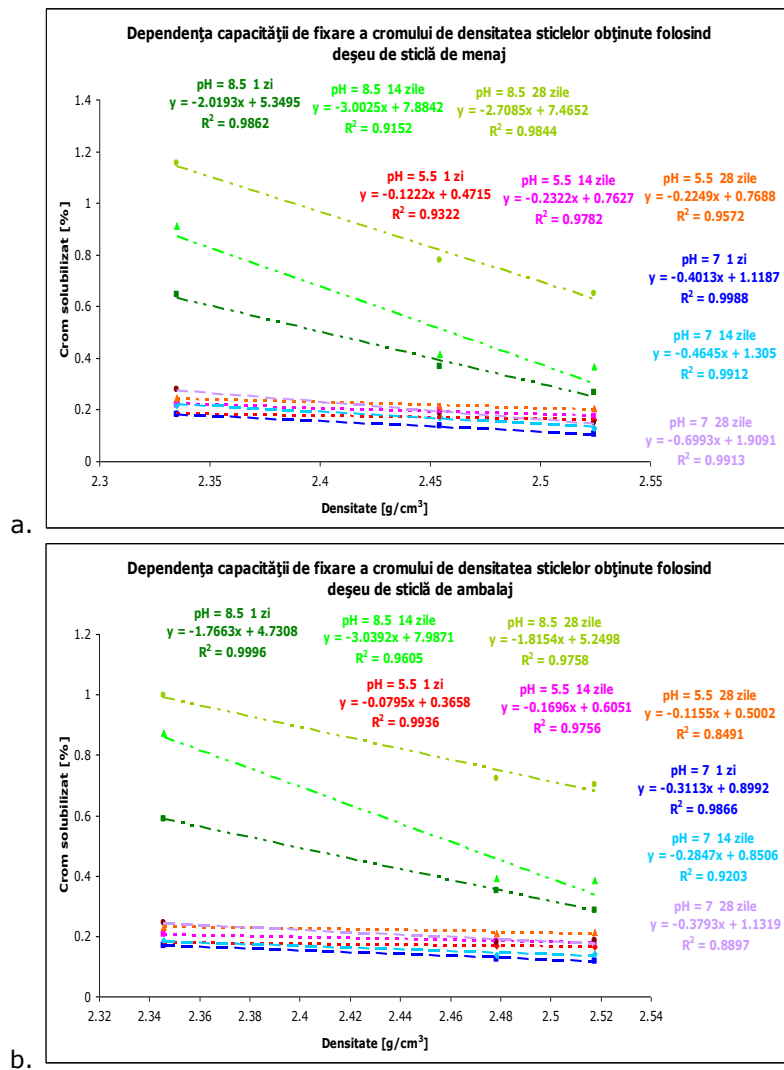 Dependenţa capacităţii de fixare a cromului de densitatea sticlelor obţinute folosind
deşeu de sticlă de menaj
pH = 8.5 1 zi
y = -2.0193x + 5.3495
R² = 0.9862
pH = 8.5 14 zile
y = -3.0025x + 7.8842
R² = 0.9152
pH = 8.5 28 zile
y = -2.7085x + 7.4652
R² = 0.9844
pH = 5.5 1 zi
y = -0.1222x + 0.4715
R² = 0.9322
pH = 5.5 14 zile
y = -0.2322x + 0.7627
R² = 0.9782
pH = 5.5 28 zile
y = -0.2249x + 0.7688
R² = 0.9572
pH = 7 1 zi
y = -0.4013x + 1.1187
R² = 0.9988
pH = 7 14 zile
y = -0.4645x + 1.305
R² = 0.9912
pH = 7 28 zile
y = -0.6993x + 1.9091
R² = 0.9913
Crom solubilizat [%]
1.4
1.2
1
0.8
0.6
0.4
0.2
0
2.3 2.35 2.4 2.45 2.5 2.55
Densitate [g/cm³]
a.
Dependenţa capacităţii de fixare a cromului de densitatea sticlelor obţinute folosind
deşeu de sticlă de ambalaj
pH = 8.5 1 zi
y = -1.7663x + 4.7308
R² = 0.9996
pH = 8.5 14 zile
y = -3.0392x + 7.9871
R² = 0.9605
pH = 8.5 28 zile
y = -1.8154x + 5.2498
R² = 0.9758
pH = 5.5 1 zi
y = -0.0795x + 0.3658
R² = 0.9936
pH = 5.5 14 zile
y = -0.1696x + 0.6051
R² = 0.9756
pH = 5.5 28 zile
y = -0.1155x + 0.5002
R² = 0.8491
pH = 7 1 zi
y = -0.3113x + 0.8992
R² = 0.9866
pH = 7 14 zile
y = -0.2847x + 0.8506
R² = 0.9203
pH = 7 28 zile
y = -0.3793x + 1.1319
R² = 0.8897
Crom solubilizat [%]
1.2
1
0.8
0.6
0.4
0.2
0
2.32 2.34 2.36 2.38 2.4 2.42 2.44 2.46 2.48 2.5 2.52 2.54
Densitate [g/cm³]
b.